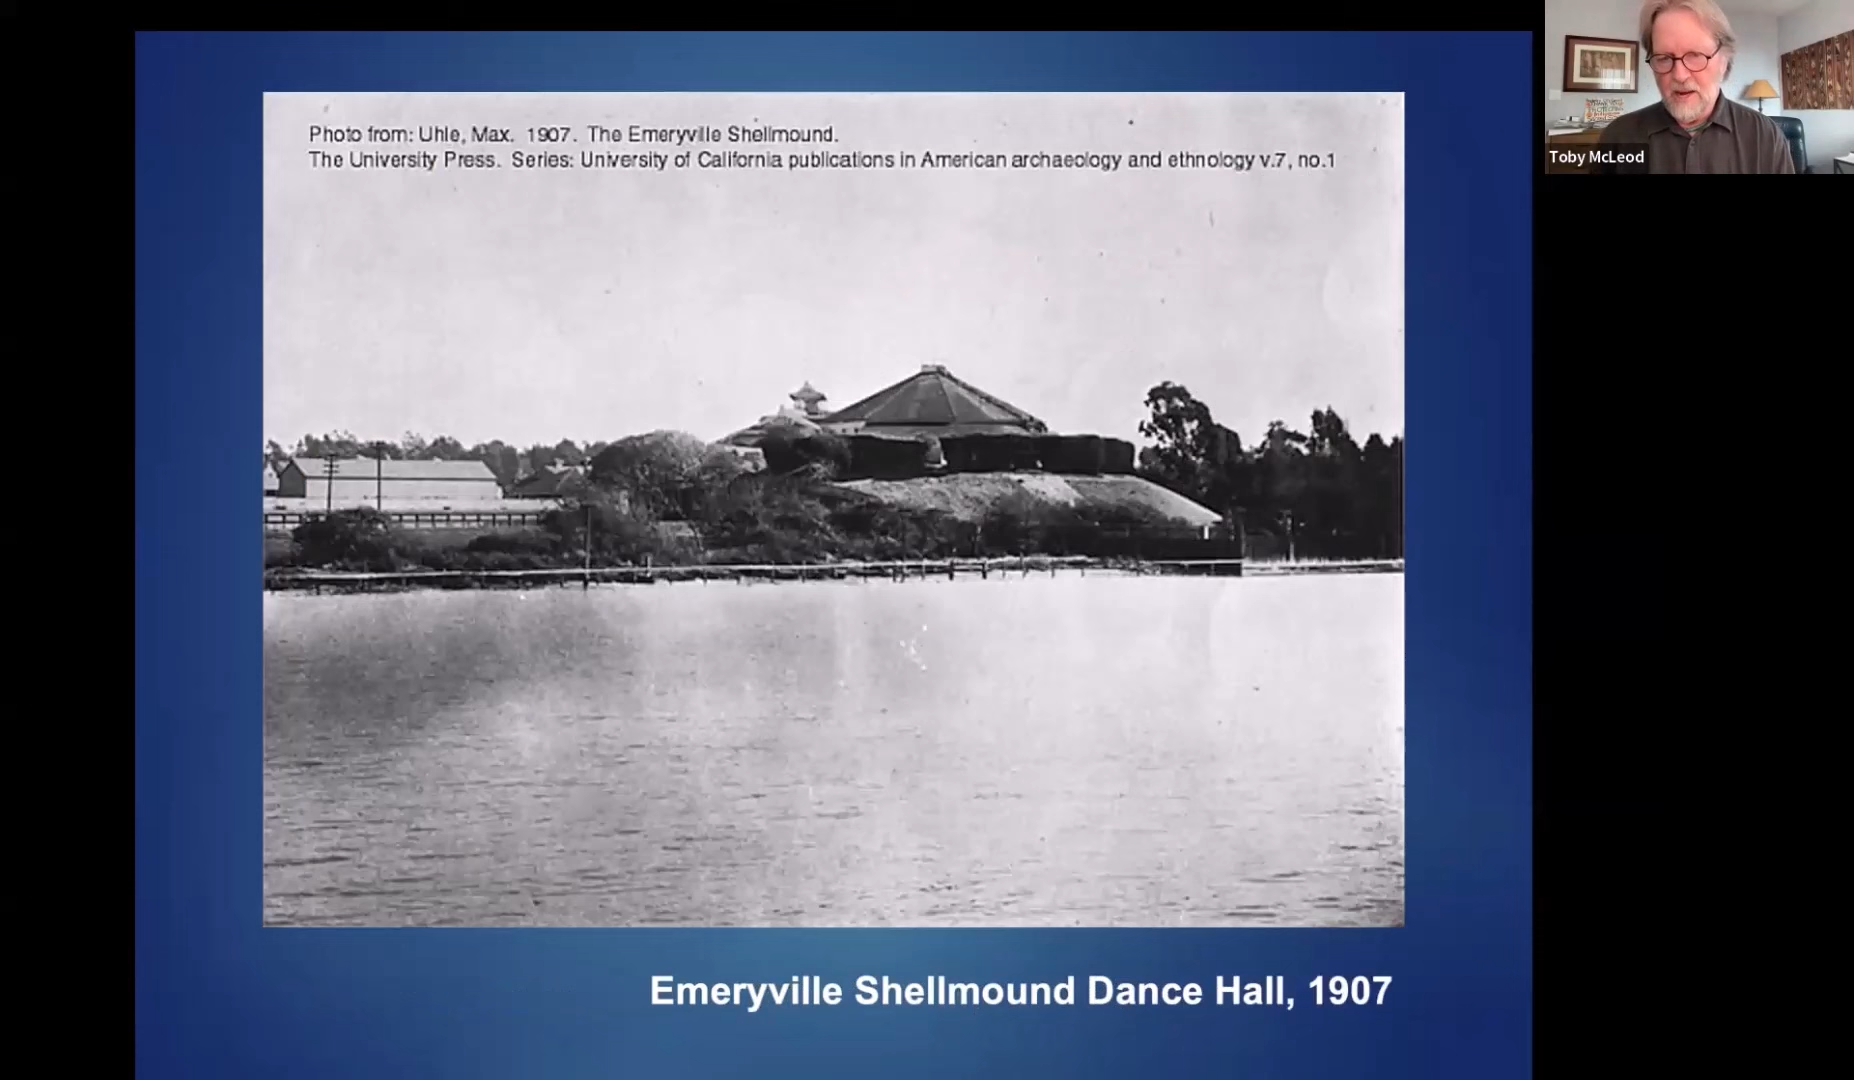 Photo from: Uhle, Max. 1907. The Emeryville Shellmound.
The University Press. Series: University of California publications in American archaeology and ethnology v.7, no.1
Toby McLeod
Emeryville Shellmound Dance Hall, 1907